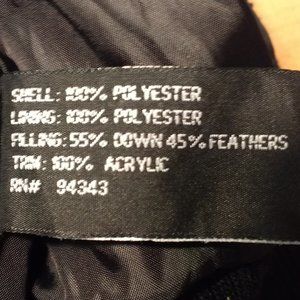 SHELL: 100% POLYESTER
LINING: 100% POLYESTER
FILLING: 55% DOWN 45% FEATHERS
TRIM: 100% ACRYLIC
RN# 94343